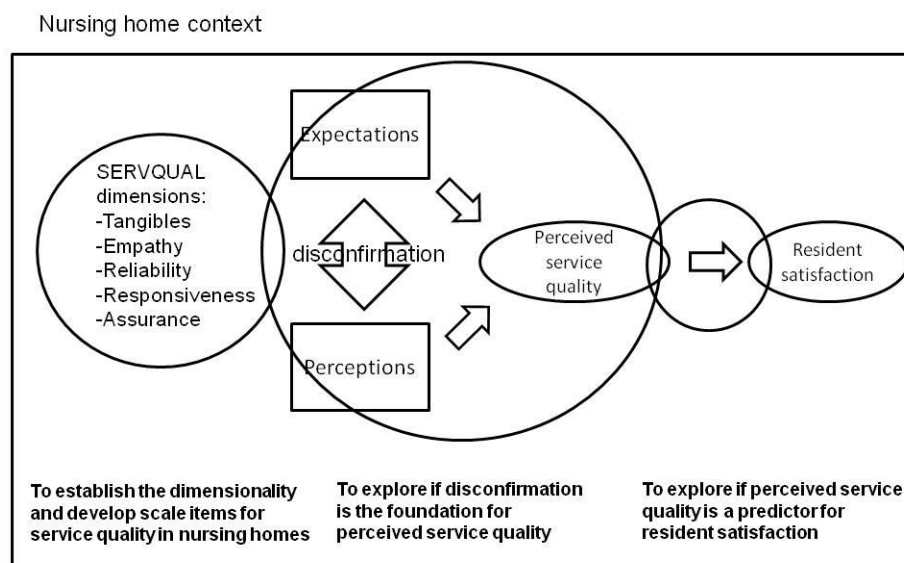 Nursing home context
SERVQUAL
dimensions:
-Tangibles
-Empathy
-Reliability
-Responsiveness
-Assurance
Expectations
disconfirmation
Perceptions
Perceived
service
quality
Resident
satisfaction
To establish the dimensionality
and develop scale items for
service quality in nursing homes
To explore if disconfirmation
is the foundation for
perceived service quality
To explore if perceived service
quality is a predictor for
resident satisfaction